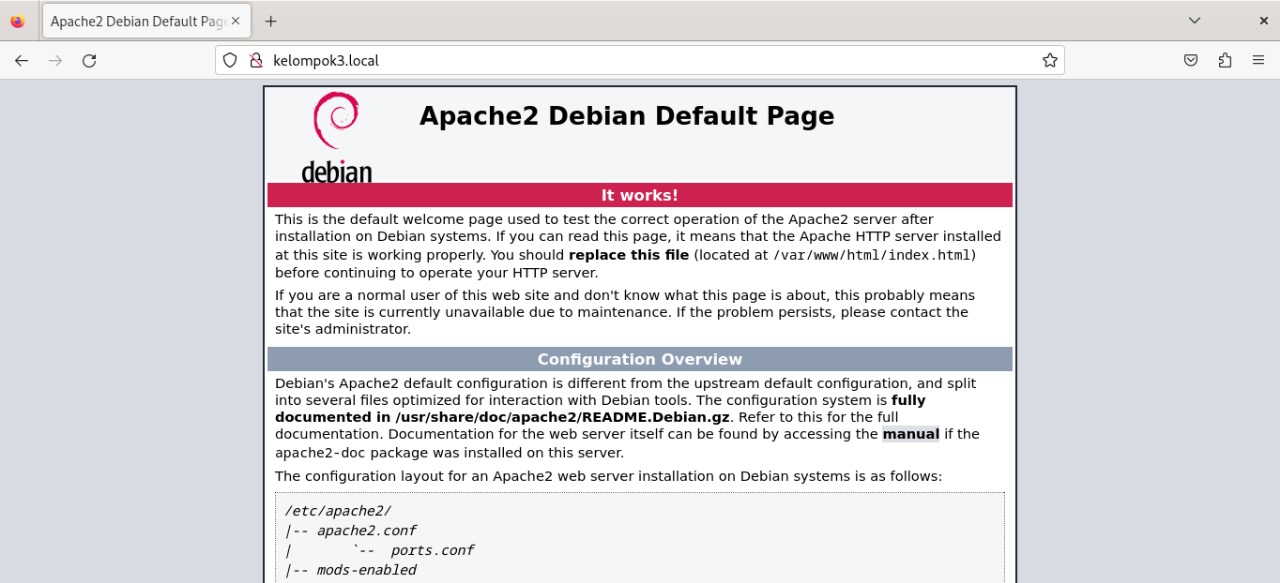 Apache2 Debian Default Page
kelompok3.local
Apache2 Debian Default Page
debian
It works!
This is the default welcome page used to test the correct operation of the Apache2 server after
installation on Debian systems. If you can read this page, it means that the Apache HTTP server installed
at this site is working properly. You should replace this file (located at /var/www/html/index.html)
before continuing to operate your HTTP server.
If you are a normal user of this web site and don't know what this page is about, this probably means
that the site is currently unavailable due to maintenance. If the problem persists, please contact the
site's administrator.
Configuration Overview
Debian's Apache2 default configuration is different from the upstream default configuration, and split
into several files optimized for interaction with Debian tools. The configuration system is fully
documented in /usr/share/doc/apache2/README.Debian.gz. Refer to this for the full
documentation. Documentation for the web server itself can be found by accessing the manual if the
apache2-doc package was installed on this server.
The configuration layout for an Apache2 web server installation on Debian systems is as follows:
/etc/apache2/
|-- apache2.conf
|       `--  ports.conf
|-- mods-enabled